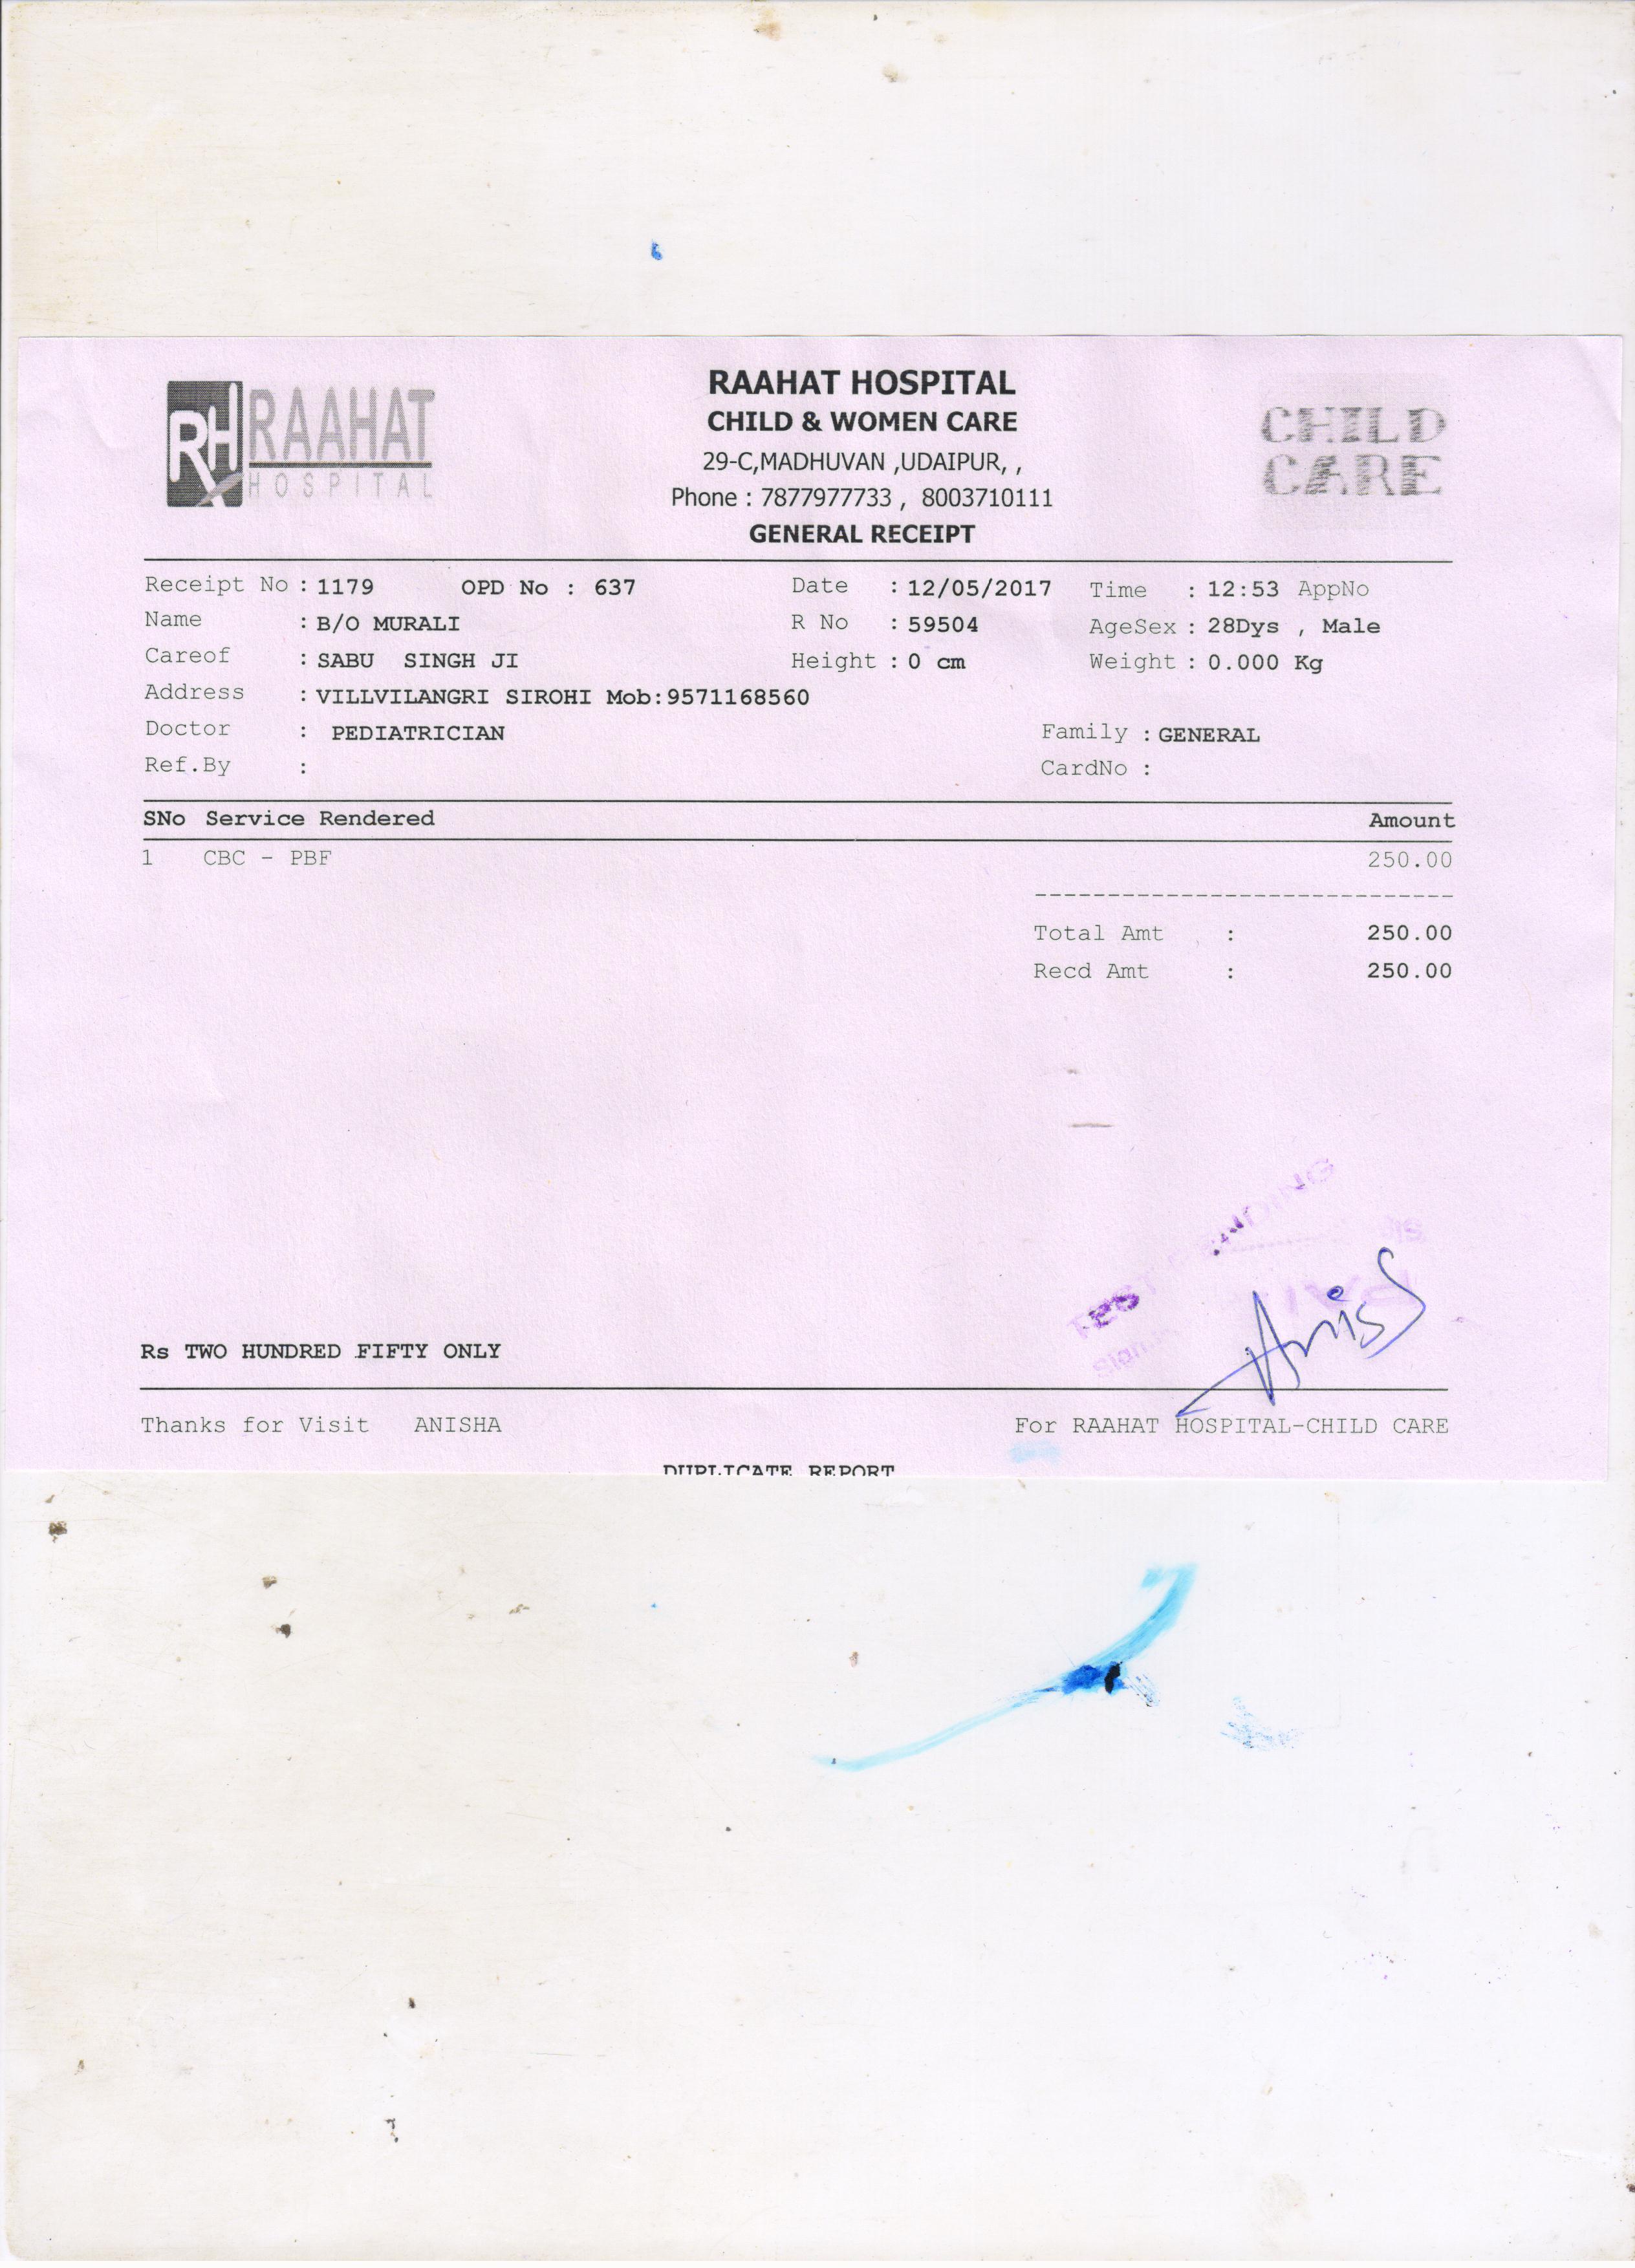 RH RAAHAT
HOSPITAL
RAAHAT HOSPITAL
CHILD & WOMEN CARE
29-C,MADHUVAN ,UDAIPUR, ,
Phone : 7877977733 , 8003710111
GENERAL RECEIPT
CHILD
CARE
Receipt No : 1179 OPD No : 637 Date : 12/05/2017 Time : 12:53 AppNo
Name : B/O MURALI R No : 59504 AgeSex : 28Dys , Male
Careof : SABU SINGH JI Height : 0 cm Weight : 0.000 Kg
Address : VILLVILANGRI SIROHI Mob:9571168560
Doctor : PEDIATRICIAN Family : GENERAL
Ref.By : CardNo :
SNo Service Rendered Amount
1 CBC - PBF 250.00
Total Amt : 250.00
Recd Amt : 250.00
Rs TWO HUNDRED FIFTY ONLY
Thanks for Visit ANISHA For RAAHAT HOSPITAL-CHILD CARE
DUPLICATE REPORT